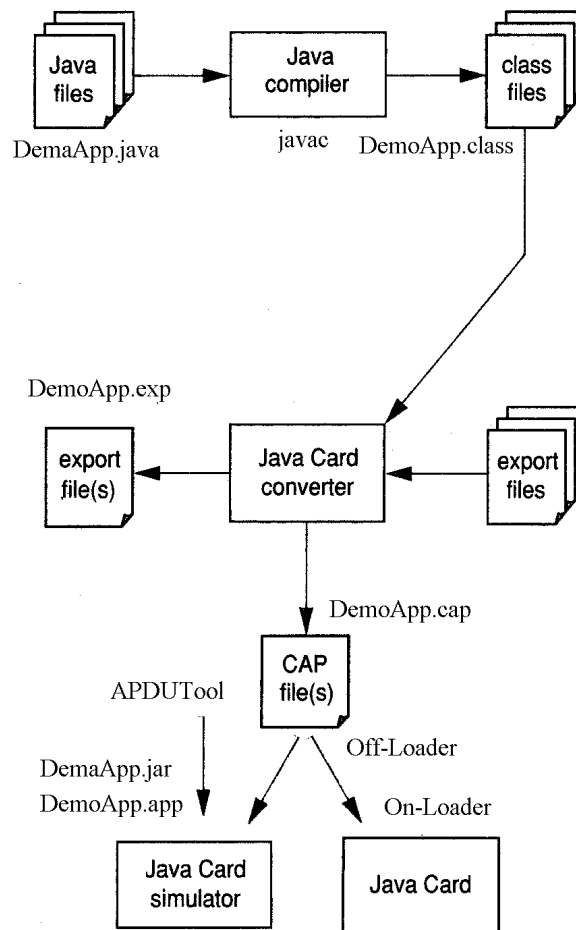 Java
files
Java
compiler
class
files
DemaApp.java
javac
DemoApp.class
DemoApp.exp
export
file(s)
Java Card
converter
export
files
DemoApp.cap
CAP
file(s)
APDUTool
Off-Loader
DemaApp.jar
DemoApp.app
On-Loader
Java Card
simulator
Java Card